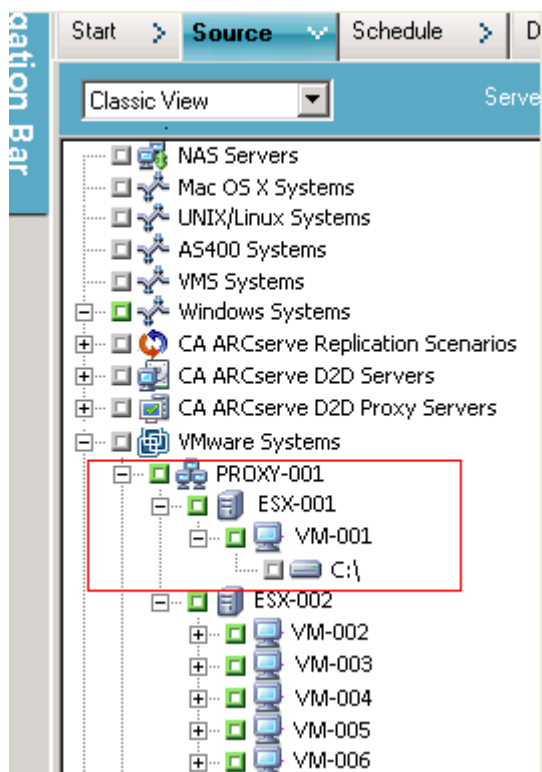 Start > Source Schedule > D
gation Bar
Classic View
Serve
NAS Servers
Mac OS X Systems
UNIX/Linux Systems
AS400 Systems
VMS Systems
Windows Systems
CA ARCserve Replication Scenarios
CA ARCserve D2D Servers
CA ARCserve D2D Proxy Servers
VMware Systems
PROXY-001
ESX-001
VM-001
C:\
ESX-002
VM-002
VM-003
VM-004
VM-005
VM-006